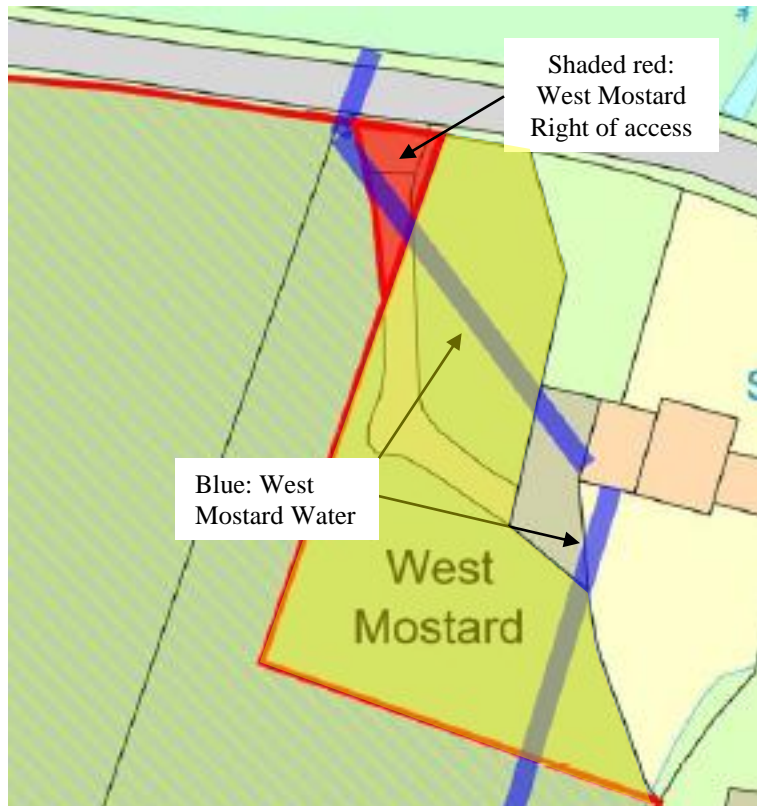 Shaded red:
West Mostard
Right of access
S
Blue: West
Mostard Water
West
Mostard